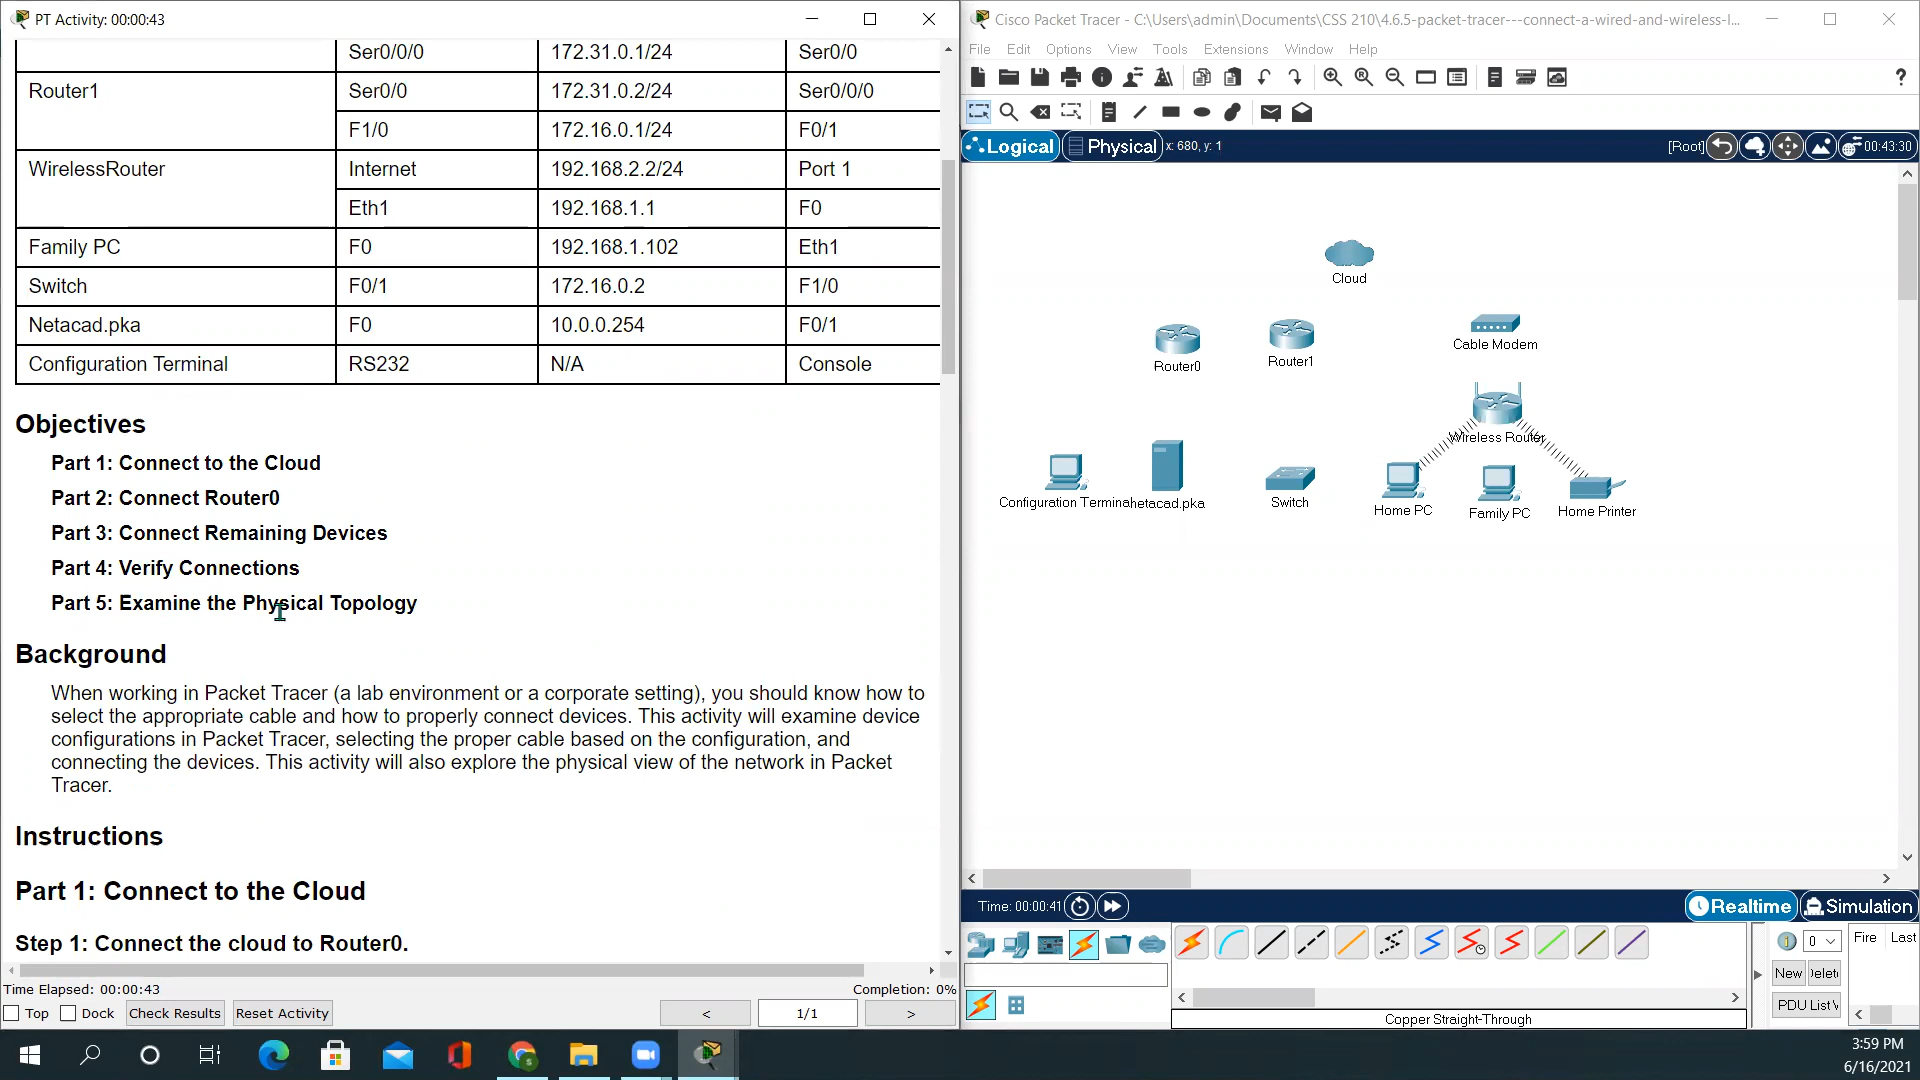 PT Activity: 00:00:43
Ser0/0/0 172.31.0.1/24 Ser0/0
Router1 Ser0/0 172.31.0.2/24 Ser0/0/0
F1/0 172.16.0.1/24 F0/1
WirelessRouter Internet 192.168.2.2/24 Port 1
Eth1 192.168.1.1 F0
Family PC F0 192.168.1.102 Eth1
Switch F0/1 172.16.0.2 F1/0
Netacad.pka F0 10.0.0.254 F0/1
Configuration Terminal RS232 N/A Console
Objectives
Part 1: Connect to the Cloud
Part 2: Connect Router0
Part 3: Connect Remaining Devices
Part 4: Verify Connections
Part 5: Examine the Physical Topology
Background
When working in Packet Tracer (a lab environment or a corporate setting), you should know how to
select the appropriate cable and how to properly connect devices. This activity will examine device
configurations in Packet Tracer, selecting the proper cable based on the configuration, and
connecting the devices. This activity will also explore the physical view of the network in Packet
Tracer.
Instructions
Part 1: Connect to the Cloud
Step 1: Connect the cloud to Router0.
Time Elapsed: 00:00:43 Completion: 0%
Top Dock Check Results Reset Activity < 1/1 >
Cisco Packet Tracer - C:\Users\admin\Documents\CSS 210\4.6.5-packet-tracer---connect-a-wired-and-wireless-l...
File Edit Options View Tools Extensions Window Help
?
Logical Physical x: 680, y: 1 [Root] 00:43:30
Cloud
Router0
Router1
Cable Modem
Wireless Router
Configuration Terminal
netacad.pka
Switch
Home PC
Family PC
Home Printer
Time: 00:00:41 Realtime Simulation
0 Fire Last
New Delet
PDU List
Copper Straight-Through
3:59 PM
6/16/2021